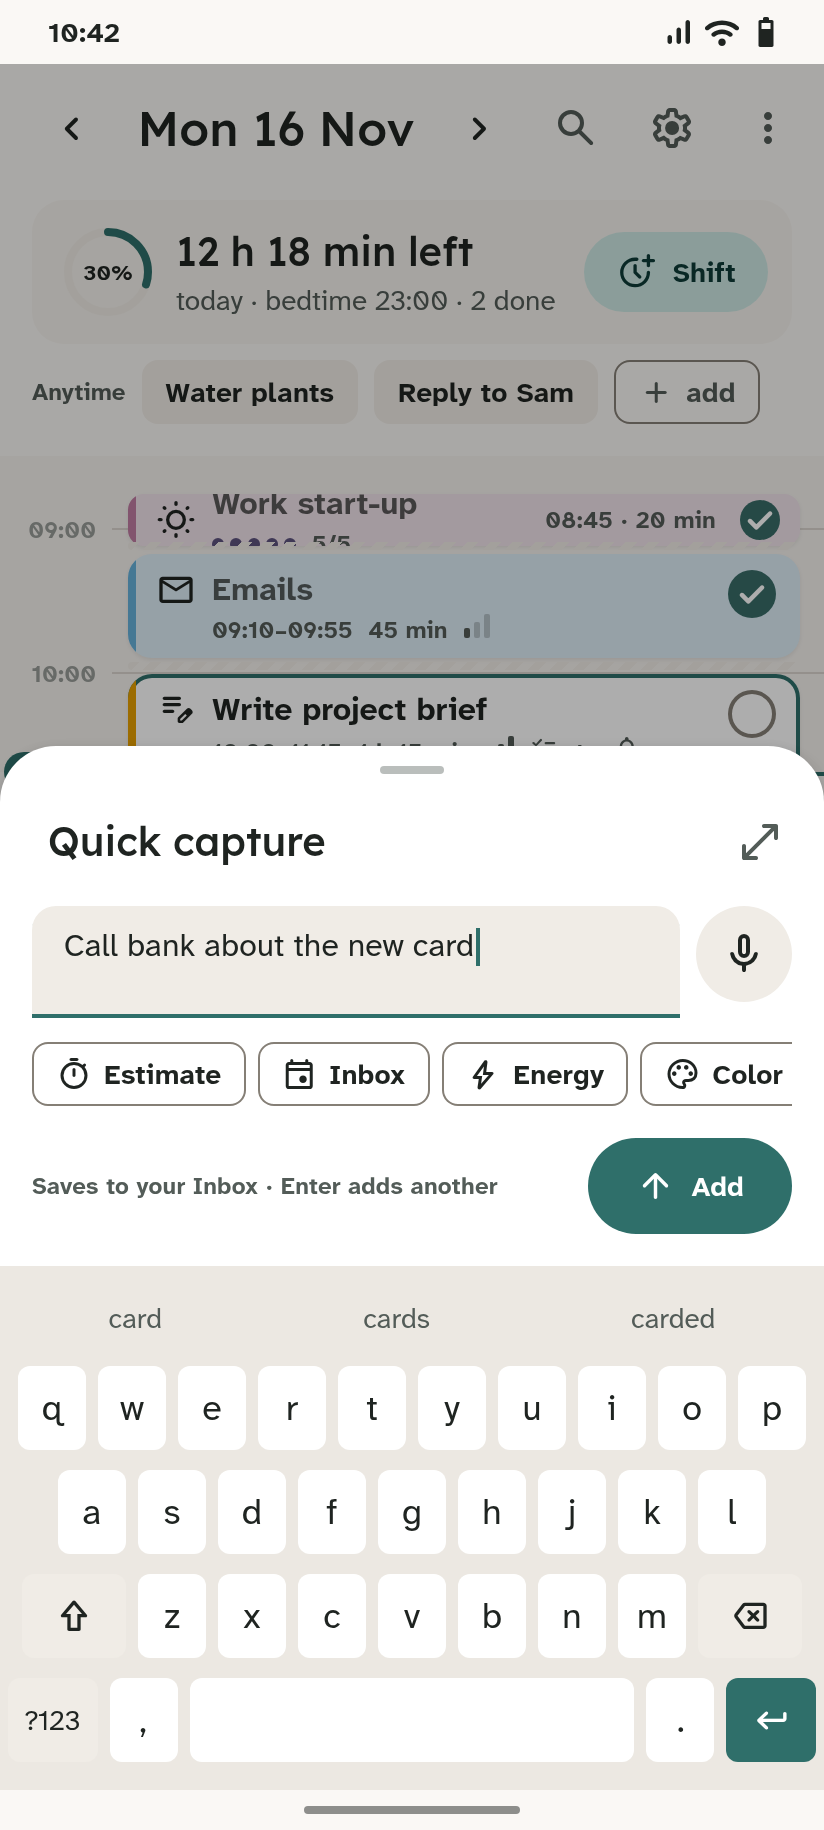 10:42
Mon 16 Nov
30%
12 h 18 min left
today · bedtime 23:00 · 2 done
Shift
Anytime
Water plants
Reply to Sam
add
09:00
Work start-up
5/5
08:45 · 20 min
Emails
09:10–09:55 45 min
10:00
Write project brief
Quick capture
Call bank about the new card
Estimate
Inbox
Energy
Color
Saves to your Inbox · Enter adds another
Add
card cards carded
q w e r t y u i o p
a s d f g h j k l
z x c v b n m
?123 , .